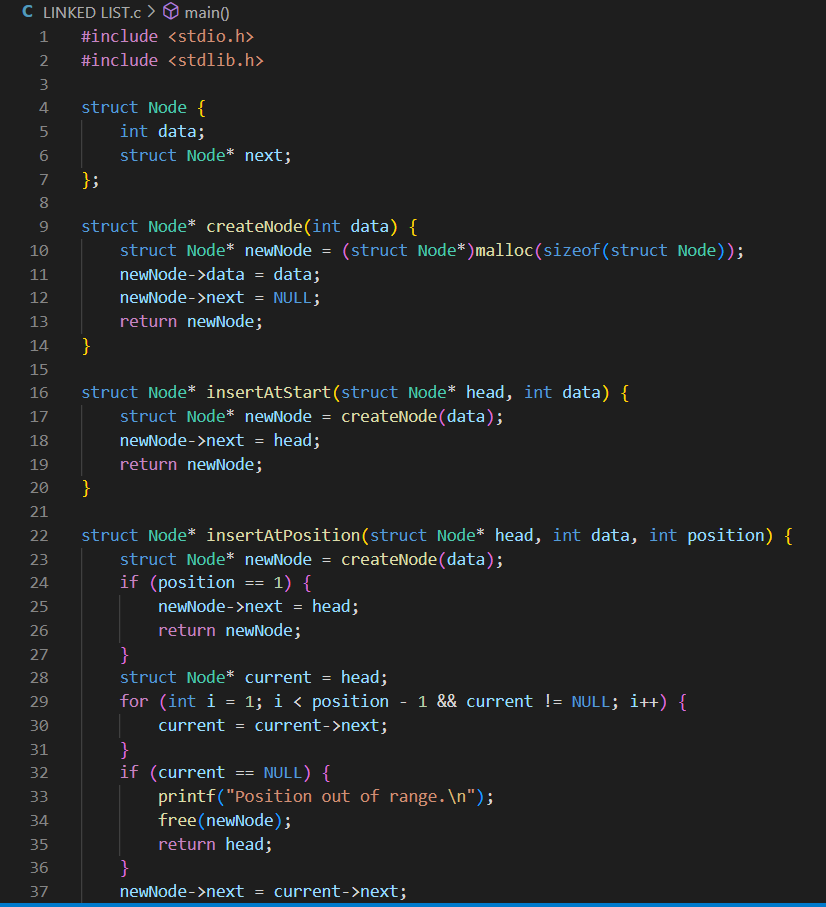 C LINKED LIST.c > main()
1 #include <stdio.h>
2 #include <stdlib.h>
3
4 struct Node {
5     int data;
6     struct Node* next;
7 };
8
9 struct Node* createNode(int data) {
10     struct Node* newNode = (struct Node*)malloc(sizeof(struct Node));
11     newNode->data = data;
12     newNode->next = NULL;
13     return newNode;
14 }
15
16 struct Node* insertAtStart(struct Node* head, int data) {
17     struct Node* newNode = createNode(data);
18     newNode->next = head;
19     return newNode;
20 }
21
22 struct Node* insertAtPosition(struct Node* head, int data, int position) {
23     struct Node* newNode = createNode(data);
24     if (position == 1) {
25         newNode->next = head;
26         return newNode;
27     }
28     struct Node* current = head;
29     for (int i = 1; i < position - 1 && current != NULL; i++) {
30         current = current->next;
31     }
32     if (current == NULL) {
33         printf("Position out of range.\n");
34         free(newNode);
35         return head;
36     }
37     newNode->next = current->next;